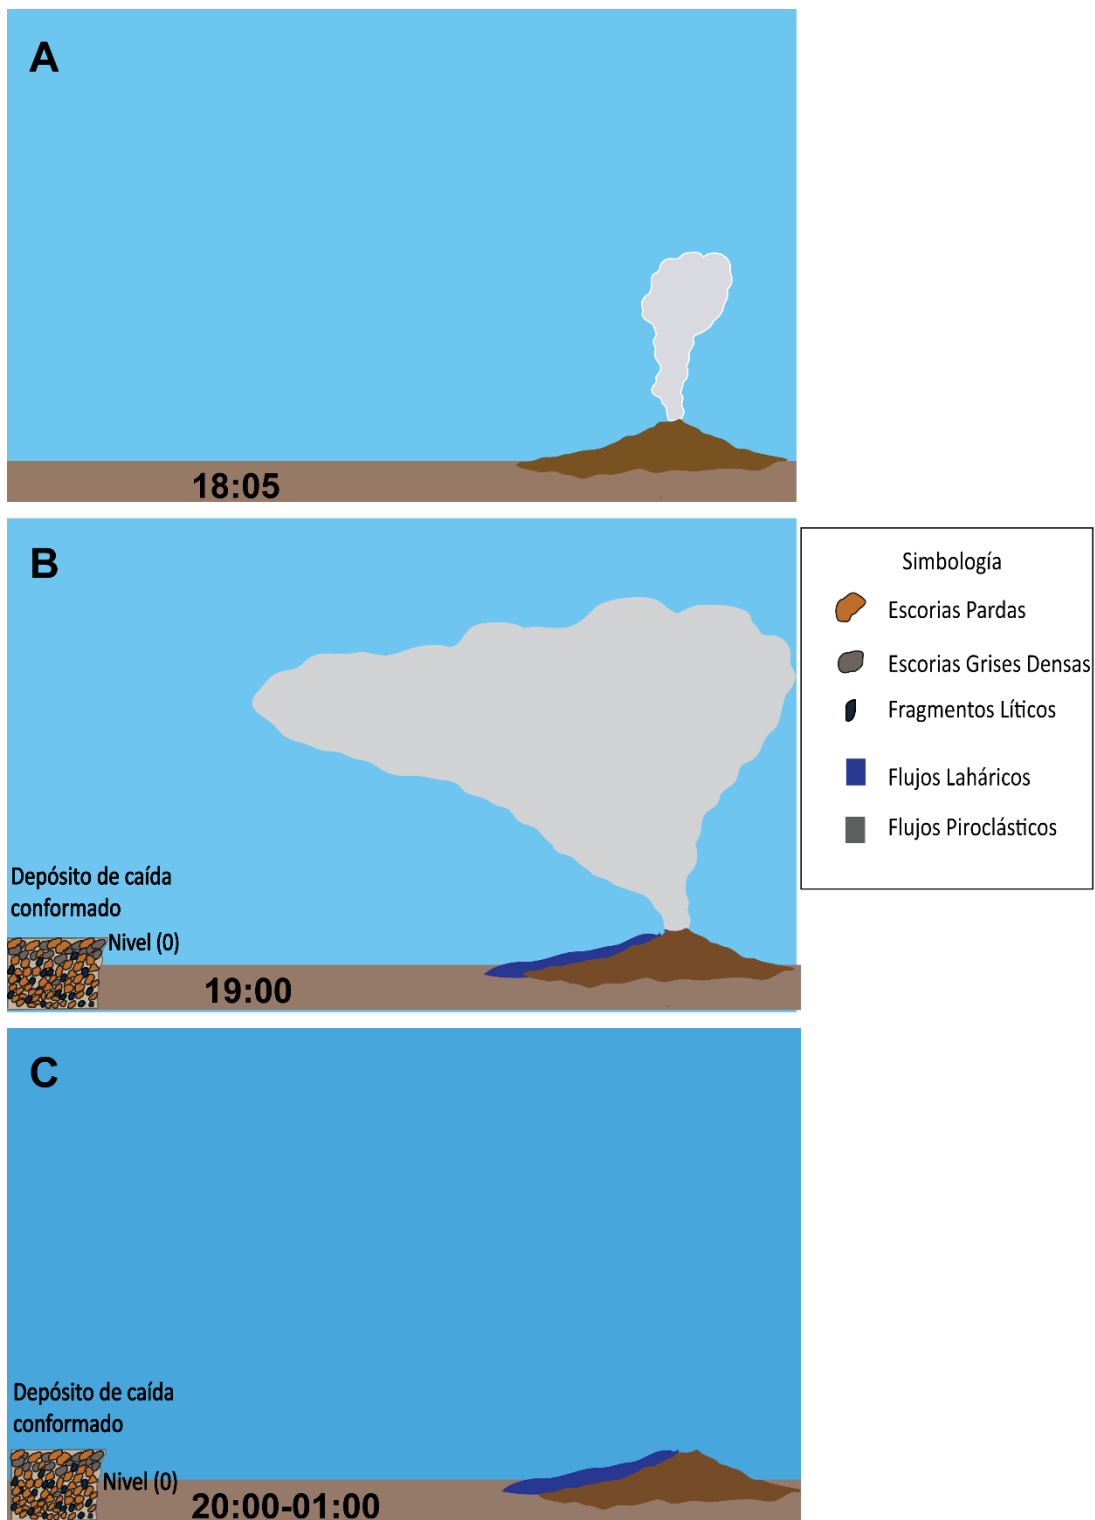 A
18:05
B
Simbología
Escorias Pardas
Escorias Grises Densas
Fragmentos Líticos
Flujos Laháricos
Flujos Piroclásticos
Depósito de caída
conformado
Nivel (0)
19:00
C
Depósito de caída
conformado
Nivel (0)
20:00-01:00